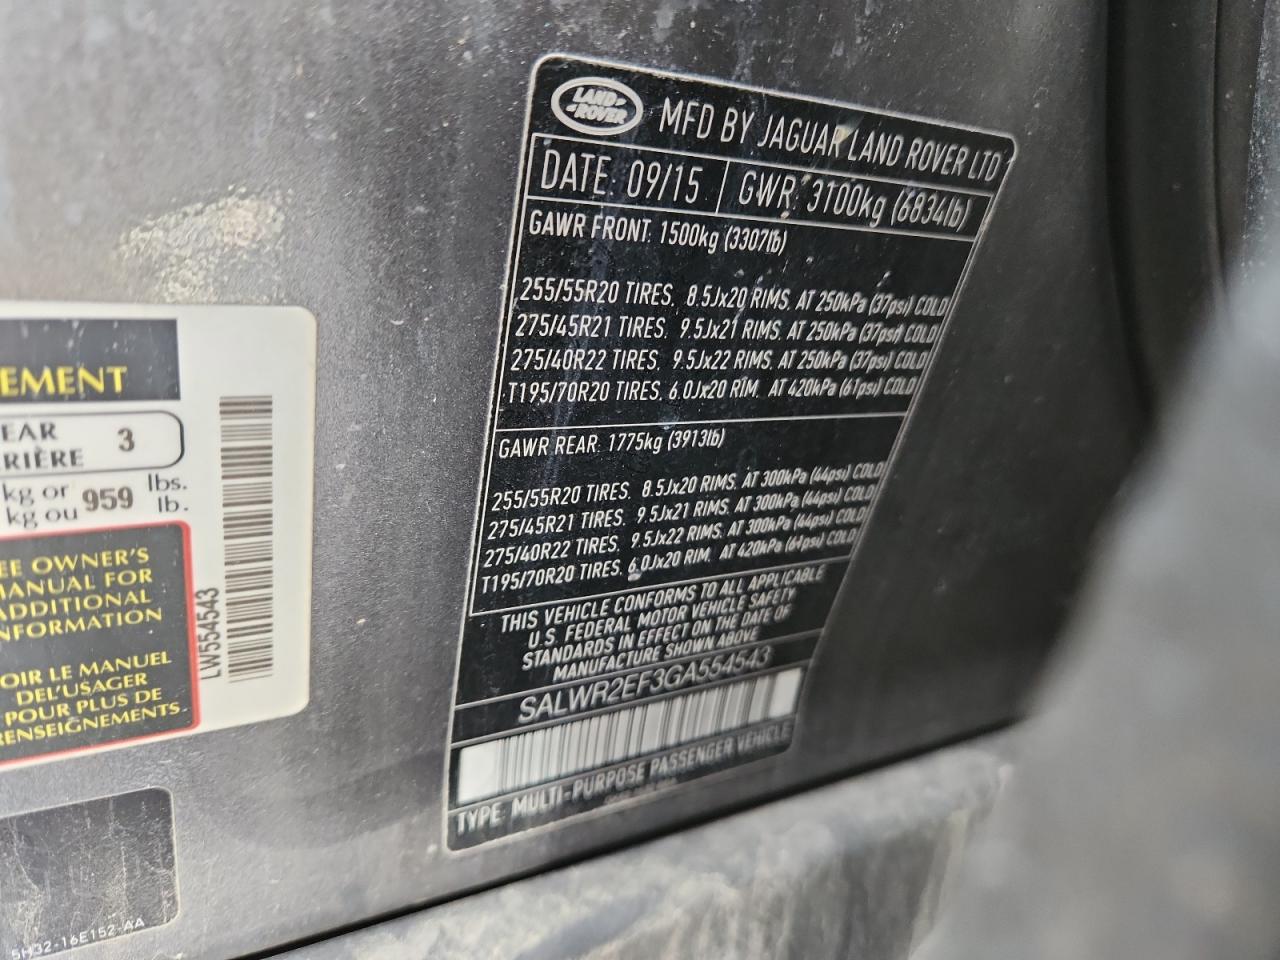 EMENT
EAR 3
RIÈRE
kg or 959 lbs.
kg ou lb.
EE OWNER'S
MANUAL FOR
ADDITIONAL
NFORMATION
OIR LE MANUEL
DEL'USAGER
POUR PLUS DE
RENSEIGNEMENTS.
LW554543
5H32-16E152-AA
LAND
ROVER
MFD BY JAGUAR LAND ROVER LTD
DATE: 09/15 GWR: 3100kg (6834lb)
GAWR FRONT: 1500kg (3307lb)
255/55R20 TIRES, 8.5Jx20 RIMS, AT 250kPa (37psi) COLD
275/45R21 TIRES, 9.5Jx21 RIMS, AT 250kPa (37psi) COLD
275/40R22 TIRES, 9.5Jx22 RIMS, AT 250kPa (37psi) COLD
T195/70R20 TIRES, 6.0Jx20 RIM, AT 420kPa (61psi) COLD
GAWR REAR: 1775kg (3913lb)
255/55R20 TIRES, 8.5Jx20 RIMS, AT 300kPa (44psi) COLD
275/45R21 TIRES, 9.5Jx21 RIMS, AT 300kPa (44psi) COLD
275/40R22 TIRES, 9.5Jx22 RIMS, AT 300kPa (44psi) COLD
T195/70R20 TIRES, 6.0Jx20 RIM, AT 420kPa (61psi) COLD
THIS VEHICLE CONFORMS TO ALL APPLICABLE
U.S. FEDERAL MOTOR VEHICLE SAFETY
STANDARDS IN EFFECT ON THE DATE OF
MANUFACTURE SHOWN ABOVE
SALWR2EF3GA554543
TYPE: MULTI-PURPOSE PASSENGER VEHICLE